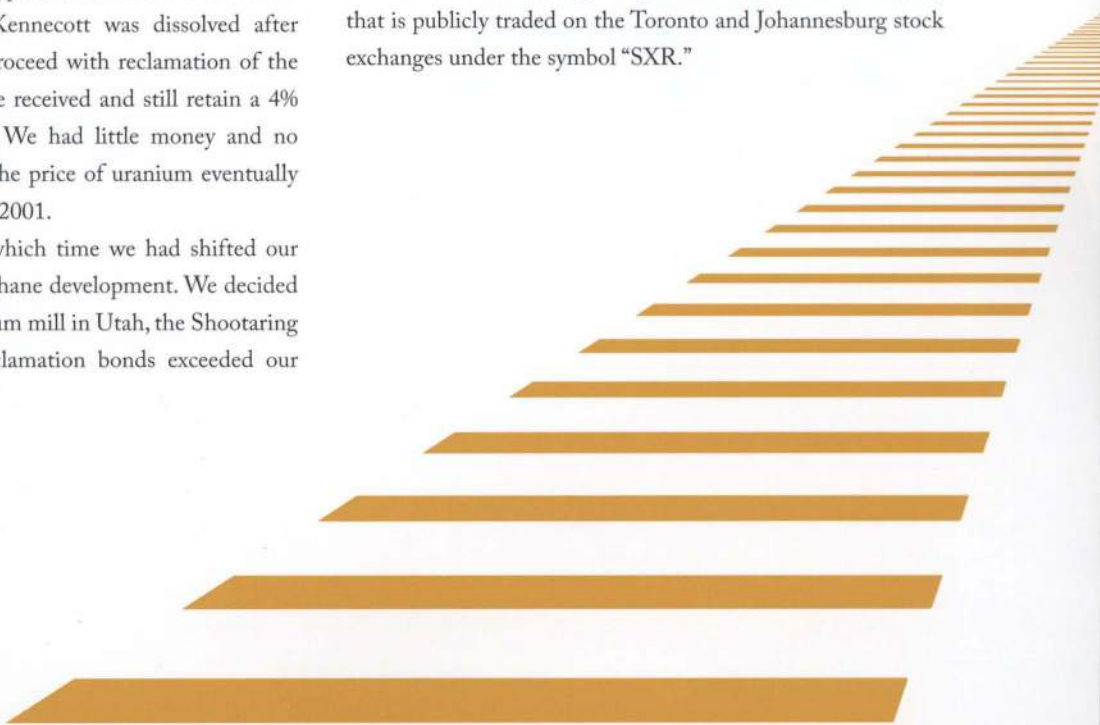 Kennecott was dissolved after
roceed with reclamation of the
e received and still retain a 4%
We had little money and no
he price of uranium eventually
2001.
which time we had shifted our
hane development. We decided
um mill in Utah, the Shootaring
clamation bonds exceeded our
that is publicly traded on the Toronto and Johannesburg stock
exchanges under the symbol “SXR.”